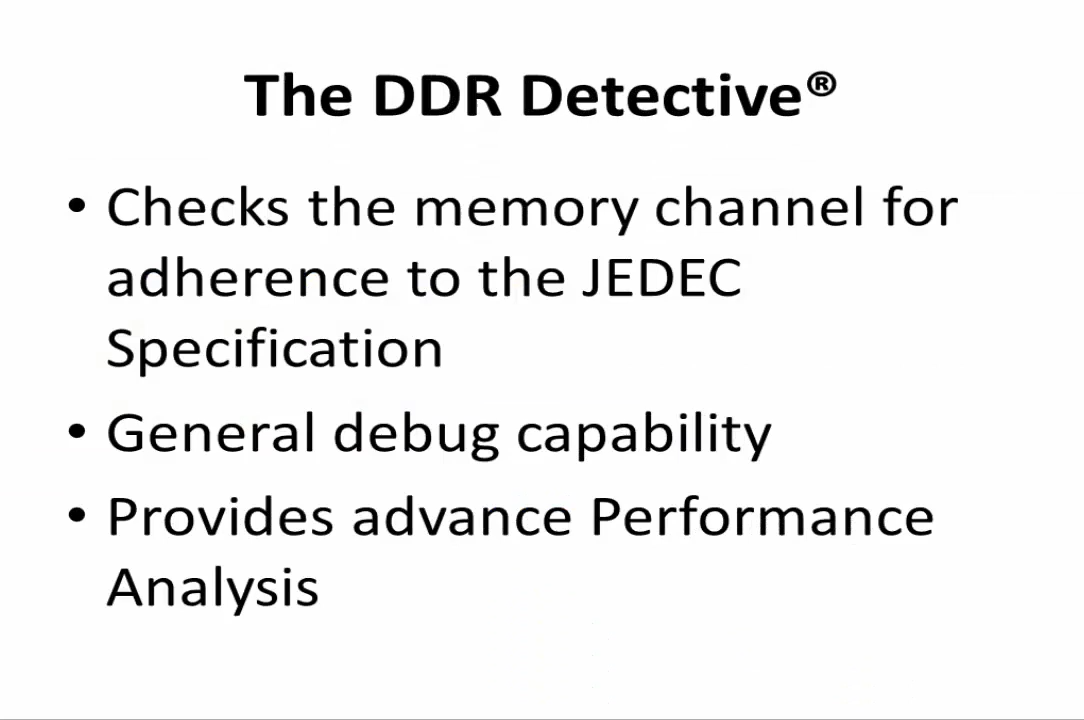 The DDR Detective®
• Checks the memory channel for
adherence to the JEDEC
Specification
• General debug capability
• Provides advance Performance
Analysis